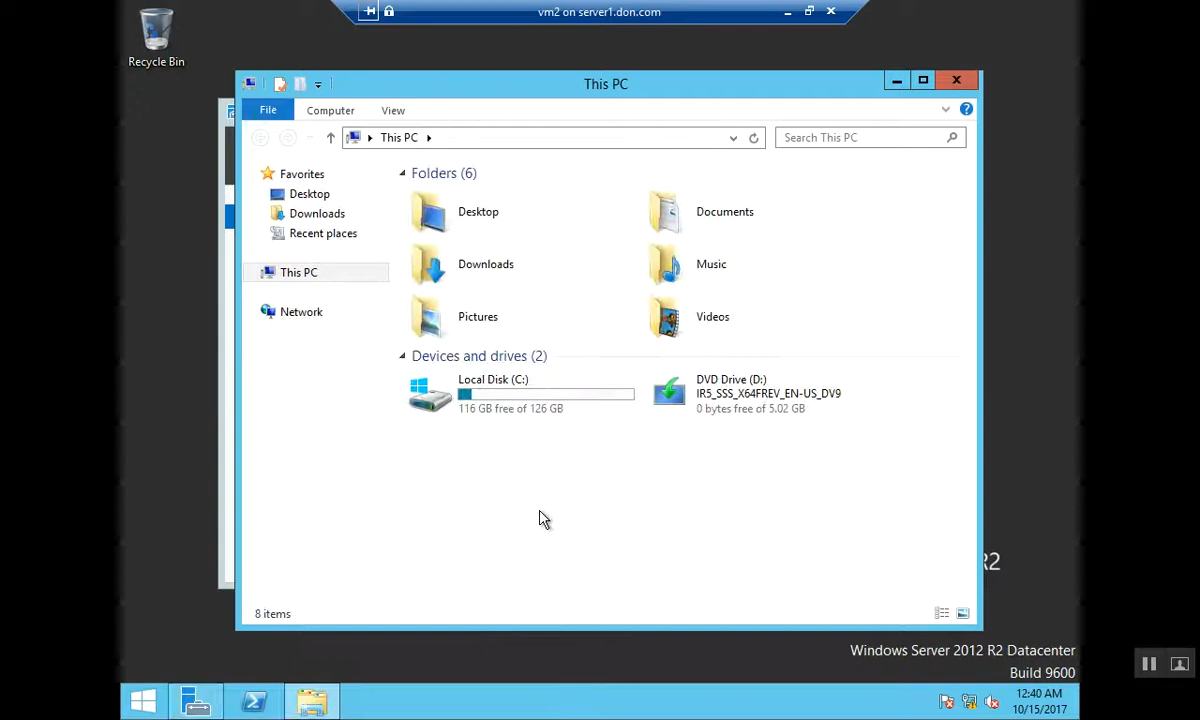 vm2 on server1.don.com
Recycle Bin
This PC
File Computer View
This PC
Search This PC
Favorites
Desktop
Downloads
Recent places
This PC
Network
Folders (6)
Desktop
Documents
Downloads
Music
Pictures
Videos
Devices and drives (2)
Local Disk (C:)
116 GB free of 126 GB
DVD Drive (D:)
IR5_SSS_X64FREV_EN-US_DV9
0 bytes free of 5.02 GB
8 items
R2
Windows Server 2012 R2 Datacenter
Build 9600
12:40 AM
10/15/2017